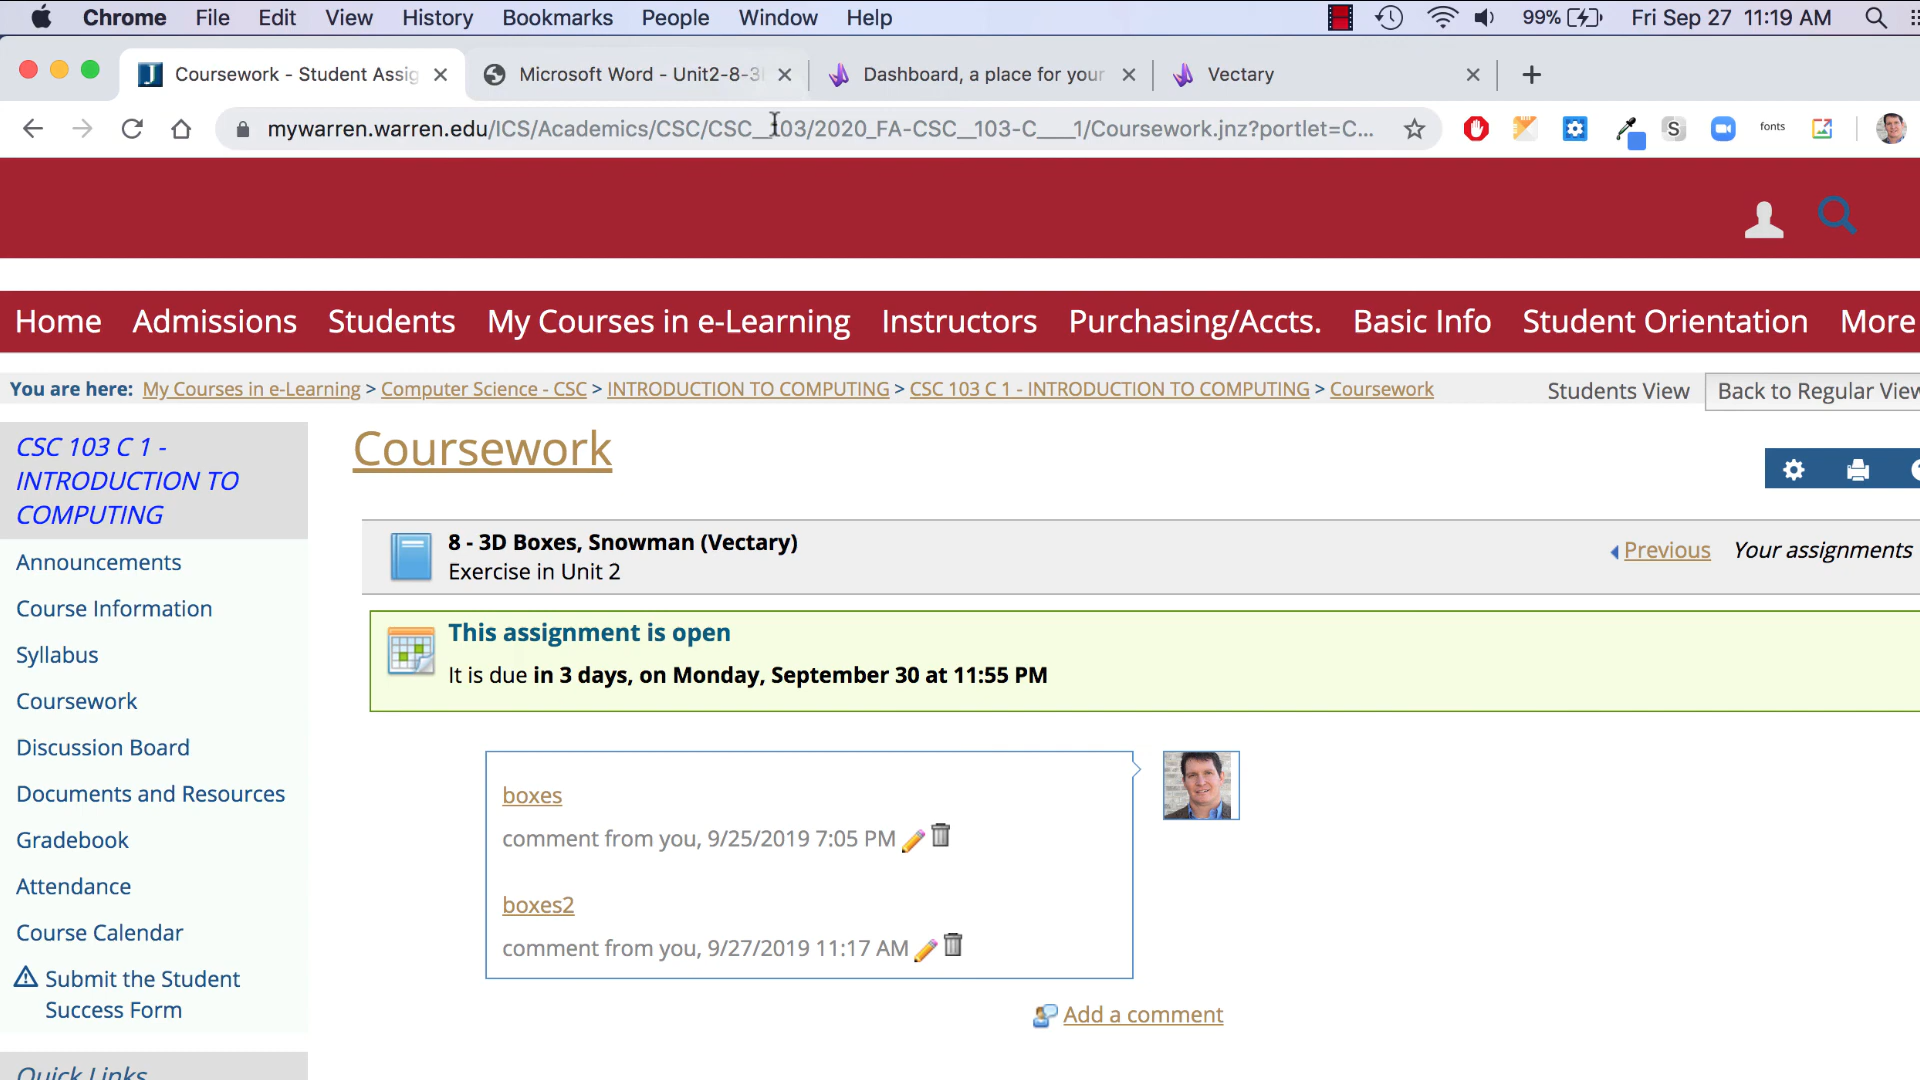 Chrome File Edit View History Bookmarks People Window Help 99% Fri Sep 27 11:19 AM
Coursework - Student Assig Microsoft Word - Unit2-8-3 Dashboard, a place for your Vectary
mywarren.warren.edu/ICS/Academics/CSC/CSC__103/2020_FA-CSC__103-C____1/Coursework.jnz?portlet=C... S fonts
Home Admissions Students My Courses in e-Learning Instructors Purchasing/Accts. Basic Info Student Orientation More
You are here: My Courses in e-Learning > Computer Science - CSC > INTRODUCTION TO COMPUTING > CSC 103 C 1 - INTRODUCTION TO COMPUTING > Coursework Students View Back to Regular View
CSC 103 C 1 -
INTRODUCTION TO
COMPUTING
Announcements
Course Information
Syllabus
Coursework
Discussion Board
Documents and Resources
Gradebook
Attendance
Course Calendar
Submit the Student
Success Form
Quick Links
Coursework
8 - 3D Boxes, Snowman (Vectary)
Exercise in Unit 2
Previous Your assignments
This assignment is open
It is due in 3 days, on Monday, September 30 at 11:55 PM
boxes
comment from you, 9/25/2019 7:05 PM
boxes2
comment from you, 9/27/2019 11:17 AM
Add a comment